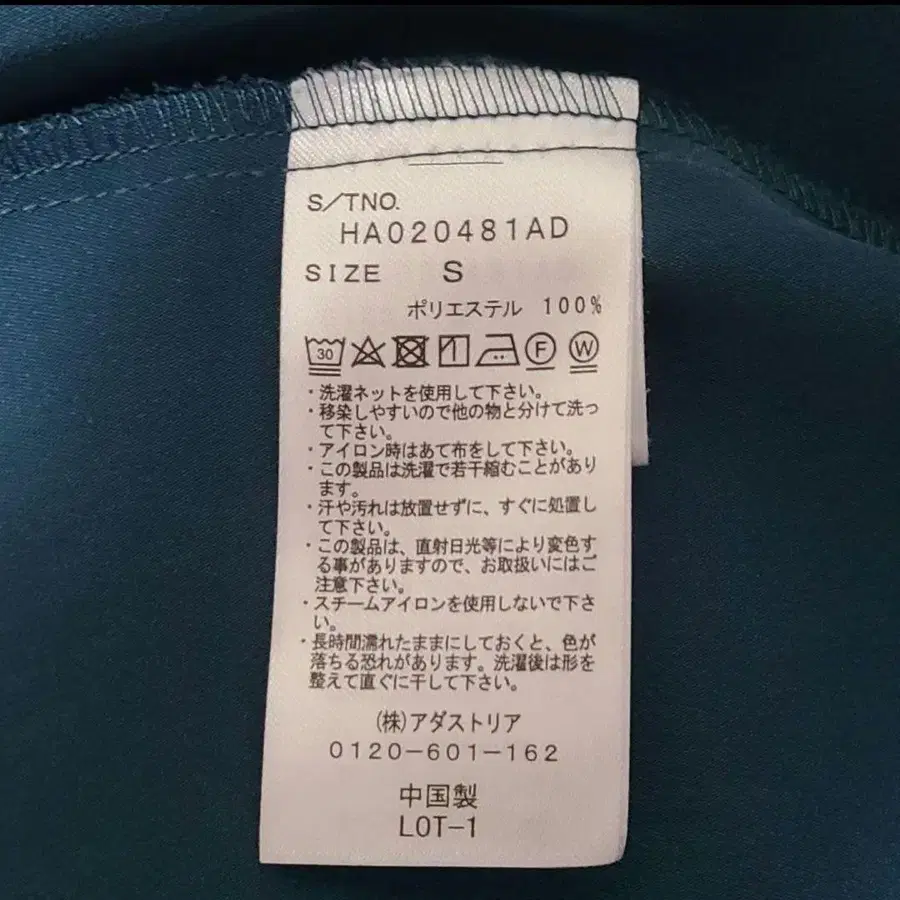 S/TNO.
HA020481AD
SIZE S
ポリエステル 100%
30 F W
・洗濯ネットを使用して下さい。
・移染しやすいので他の物と分けて洗っ
て下さい。
・アイロン時はあて布をして下さい。
・この製品は洗濯で若干縮むことがあり
ます。
・汗や汚れは放置せずに、すぐに処置し
て下さい。
・この製品は、直射日光等により変色す
る事がありますので、お取扱いにはご
注意下さい。
・スチームアイロンを使用しないで下さ
い。
・長時間濡れたままにしておくと、色が
落ちる恐れがあります。洗濯後は形を
整えて直ぐに干して下さい。
(株)アダストリア
0120-601-162
中国製
LOT-1